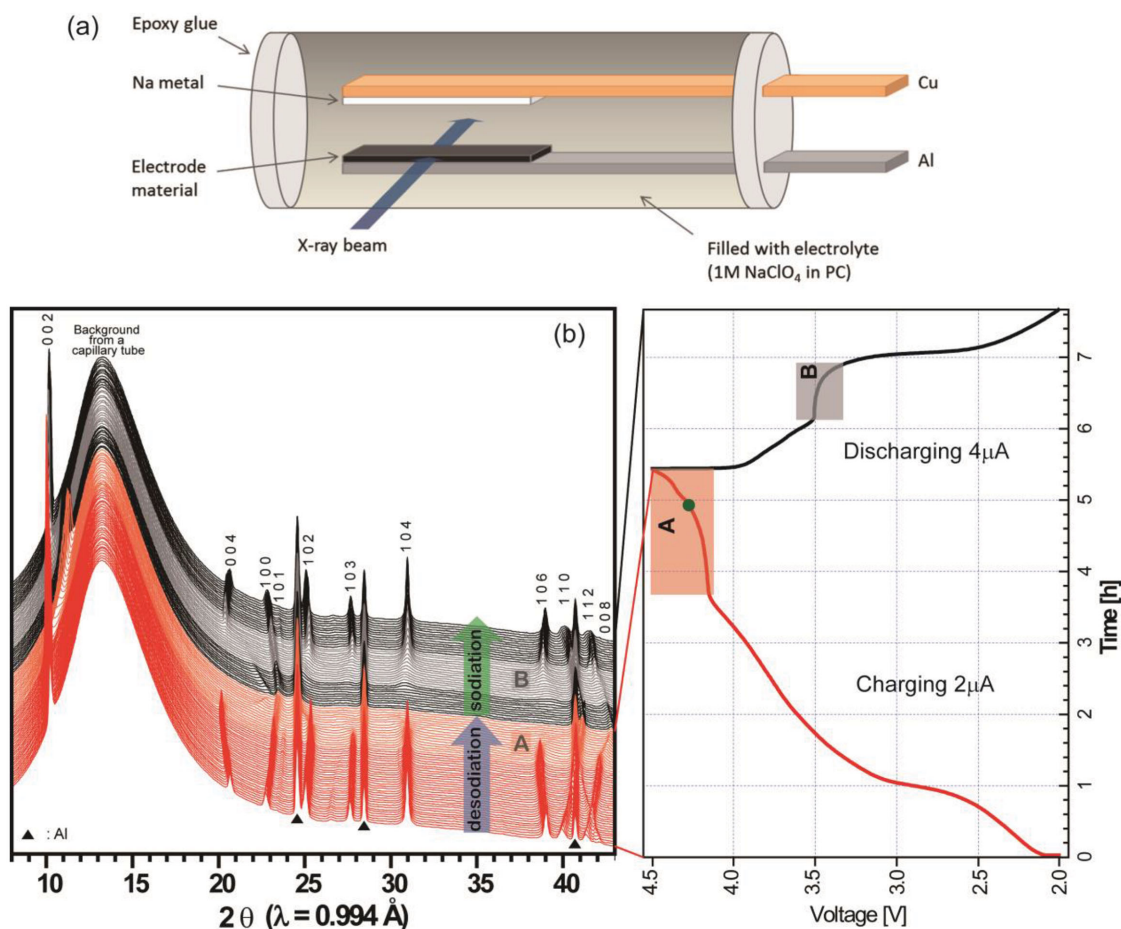 (a)
Epoxy glue
Na metal
Electrode
material
X-ray beam
Cu
Al
Filled with electrolyte
(1M NaClO₄ in PC)
(b)
0 0 2
Background
from a
capillary tube
0 0 4
1 0 0
1 0 1
1 0 2
1 0 3
1 0 4
1 0 6
1 1 0
1 1 2
0 0 8
sodiation
B
desodiation
A
▲ : Al
10 15 20 25 30 35 40
2 θ (λ = 0.994 Å)
B
Discharging 4μA
A
Charging 2μA
7
6
5
4
3
2
1
0
Time [h]
4.5 4.0 3.5 3.0 2.5 2.0
Voltage [V]